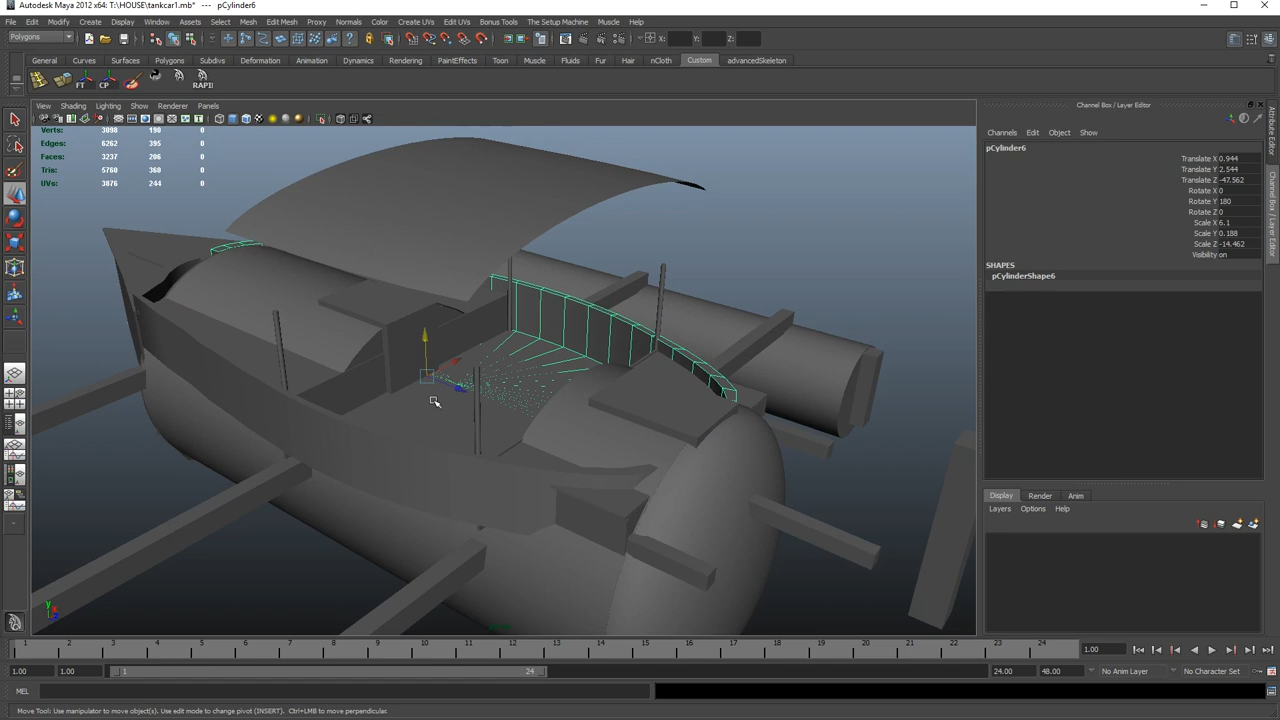 Autodesk Maya 2012 x64: T:\HOUSE\tankcar1.mb*   ---   pCylinder6
File Edit Modify Create Display Window Assets Select Mesh Edit Mesh Proxy Normals Color Create UVs Edit UVs Bonus Tools The Setup Machine Muscle Help
Polygons X: Y: Z:
General Curves Surfaces Polygons Subdivs Deformation Animation Dynamics Rendering PaintEffects Toon Muscle Fluids Fur Hair nCloth Custom advancedSkeleton
FT CP RAPII
View Shading Lighting Show Renderer Panels
Channel Box / Layer Editor
Verts: 3098 190 0
Edges: 6262 395 0
Faces: 3237 206 0
Tris: 5760 360 0
UVs: 3876 244 0
Channels Edit Object Show
pCylinder6
Translate X 0.944
Translate Y 2.544
Translate Z -47.562
Rotate X 0
Rotate Y 180
Rotate Z 0
Scale X 6.1
Scale Y 0.188
Scale Z -14.462
Visibility on
SHAPES
pCylinderShape6
Attribute Editor
Channel Box / Layer Editor
Display Render Anim
Layers Options Help
y
1 2 3 4 5 6 7 8 9 10 11 12 13 14 15 16 17 18 19 20 21 22 23 24 1.00
1.00 1.00 1 24 24.00 48.00 No Anim Layer No Character Set
MEL
Move Tool: Use manipulator to move object(s). Use edit mode to change pivot (INSERT).  Ctrl+LMB to move perpendicular.